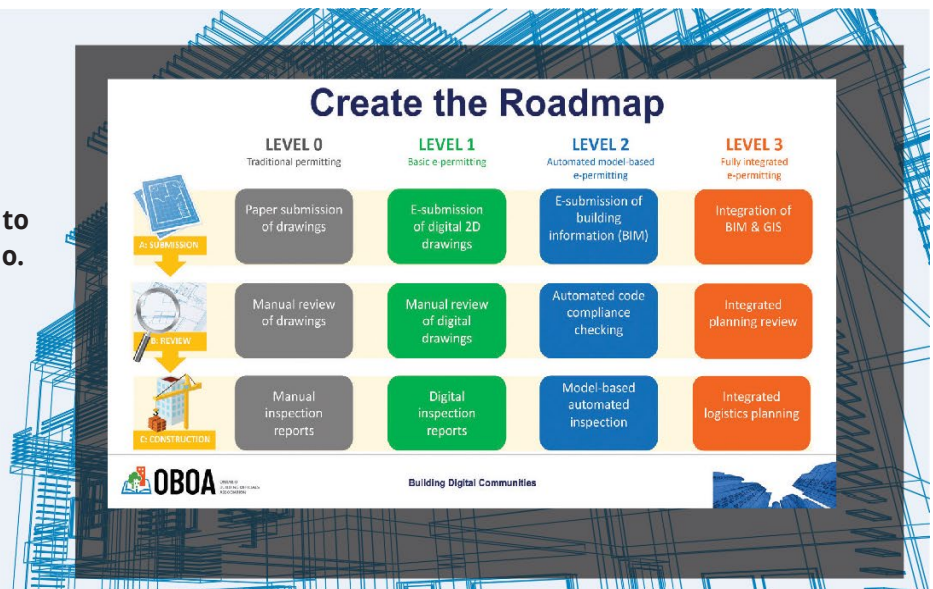 to
o.
Create the Roadmap
LEVEL 0
Traditional permitting
LEVEL 1
Basic e-permitting
LEVEL 2
Automated model-based
e-permitting
LEVEL 3
Fully integrated
e-permitting
A: SUBMISSION
Paper submission
of drawings
E-submission
of digital 2D
drawings
E-submission of
building
information (BIM)
Integration of
BIM & GIS
B: REVIEW
Manual review
of drawings
Manual review
of digital
drawings
Automated code
compliance
checking
Integrated
planning review
C: CONSTRUCTION
Manual
inspection
reports
Digital
inspection
reports
Model-based
automated
inspection
Integrated
logistics planning
OBOA
Building Digital Communities